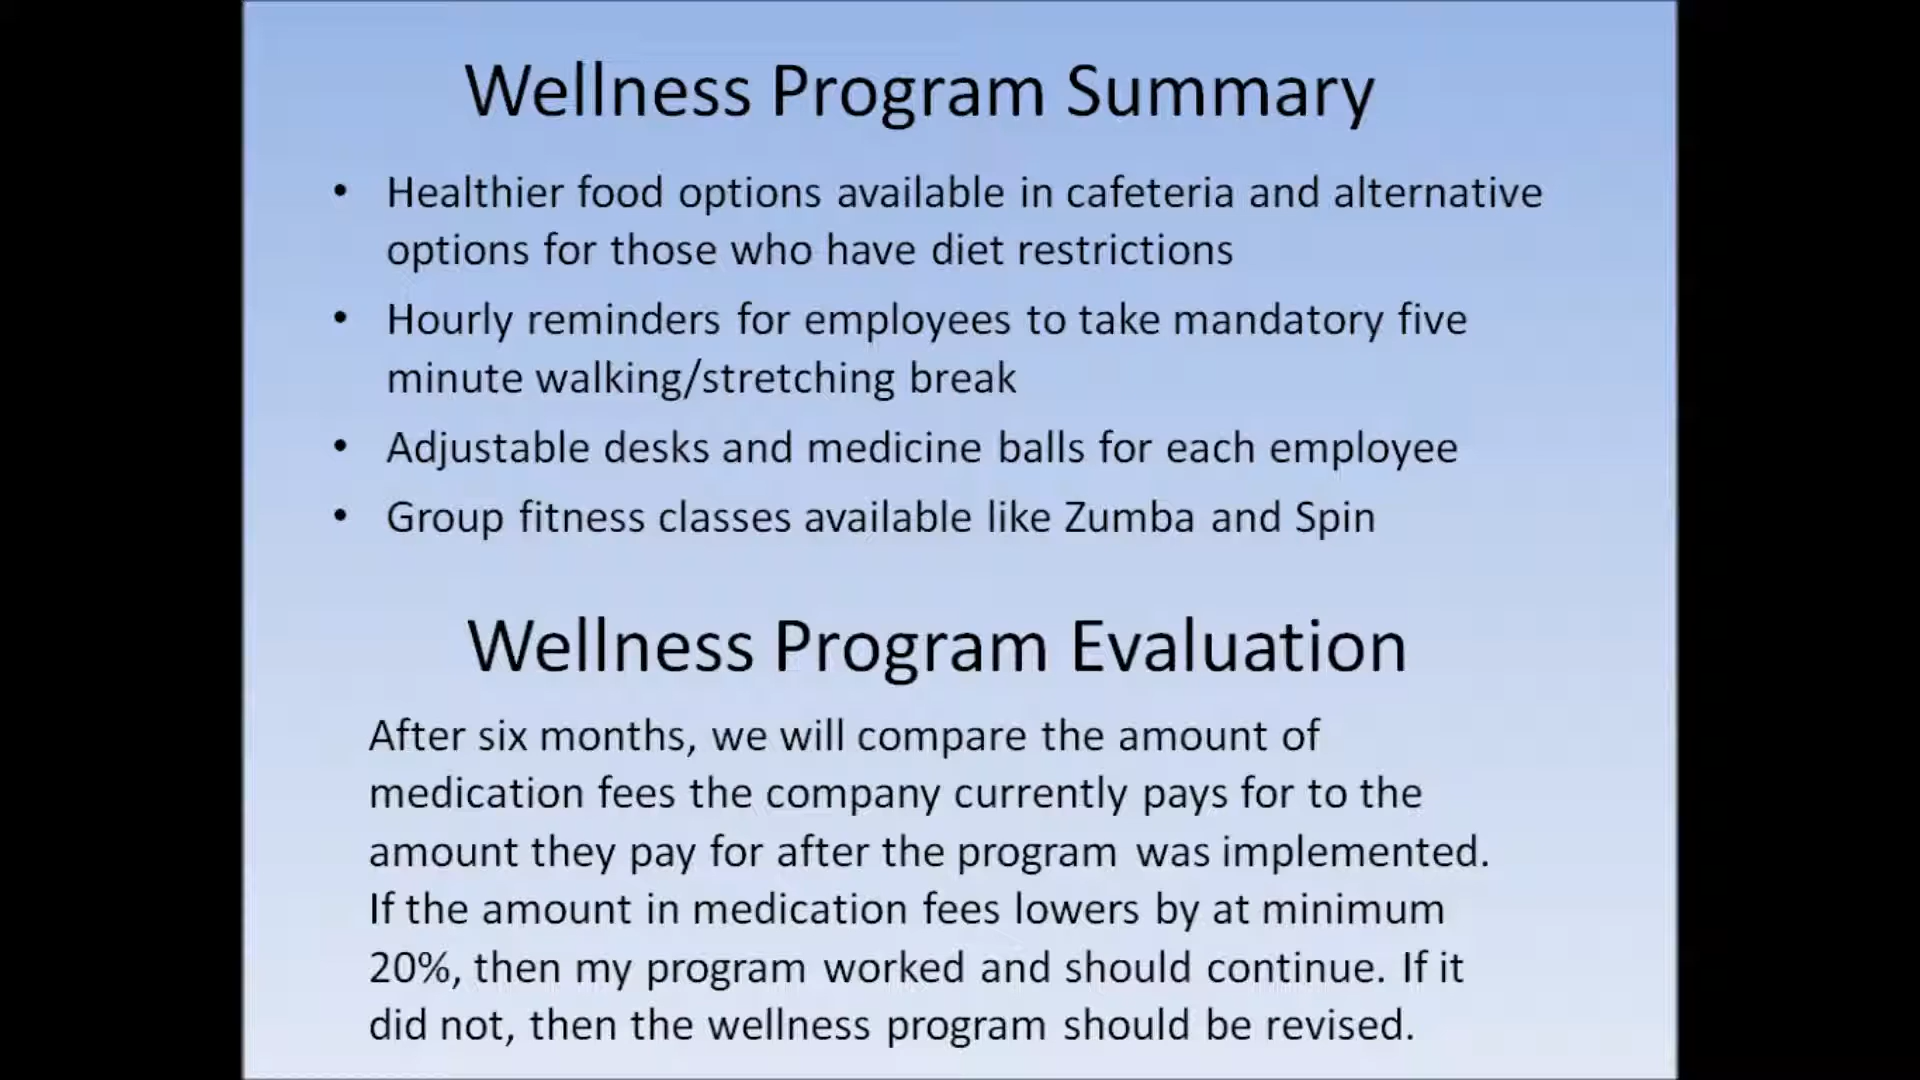 Wellness Program Summary
• Healthier food options available in cafeteria and alternative
options for those who have diet restrictions
• Hourly reminders for employees to take mandatory five
minute walking/stretching break
• Adjustable desks and medicine balls for each employee
• Group fitness classes available like Zumba and Spin
Wellness Program Evaluation
After six months, we will compare the amount of
medication fees the company currently pays for to the
amount they pay for after the program was implemented.
If the amount in medication fees lowers by at minimum
20%, then my program worked and should continue. If it
did not, then the wellness program should be revised.